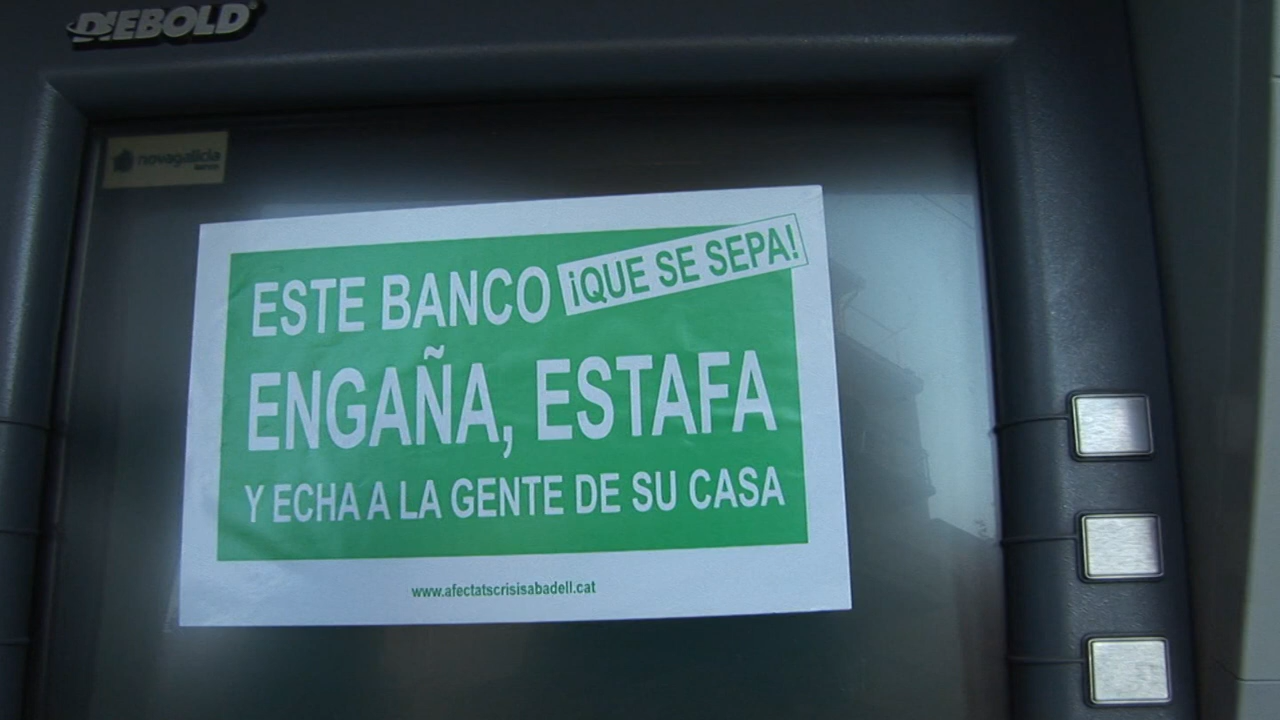 DIEBOLD
novagalicia
ESTE BANCO ¡QUE SE SEPA!
ENGAÑA, ESTAFA
Y ECHA A LA GENTE DE SU CASA
www.afectatscrisisabadell.cat